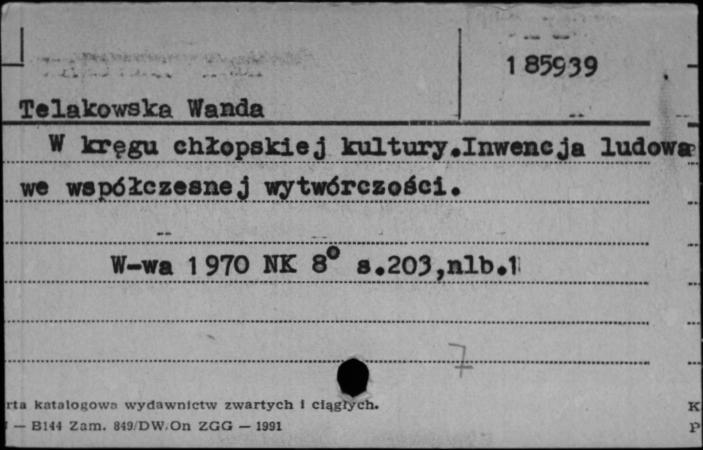 185939
Telakowska Wanda
W kręgu chłopskiej kultury.Inwencja ludowa
we współczesnej wytwórczości.
W-wa 1970 NK 8° s.203,nlb.1
7
rta katalogowa wydawnictw zwartych i ciągłych.
K
— B144 Zam. 849/DW/On ZGG — 1991
P